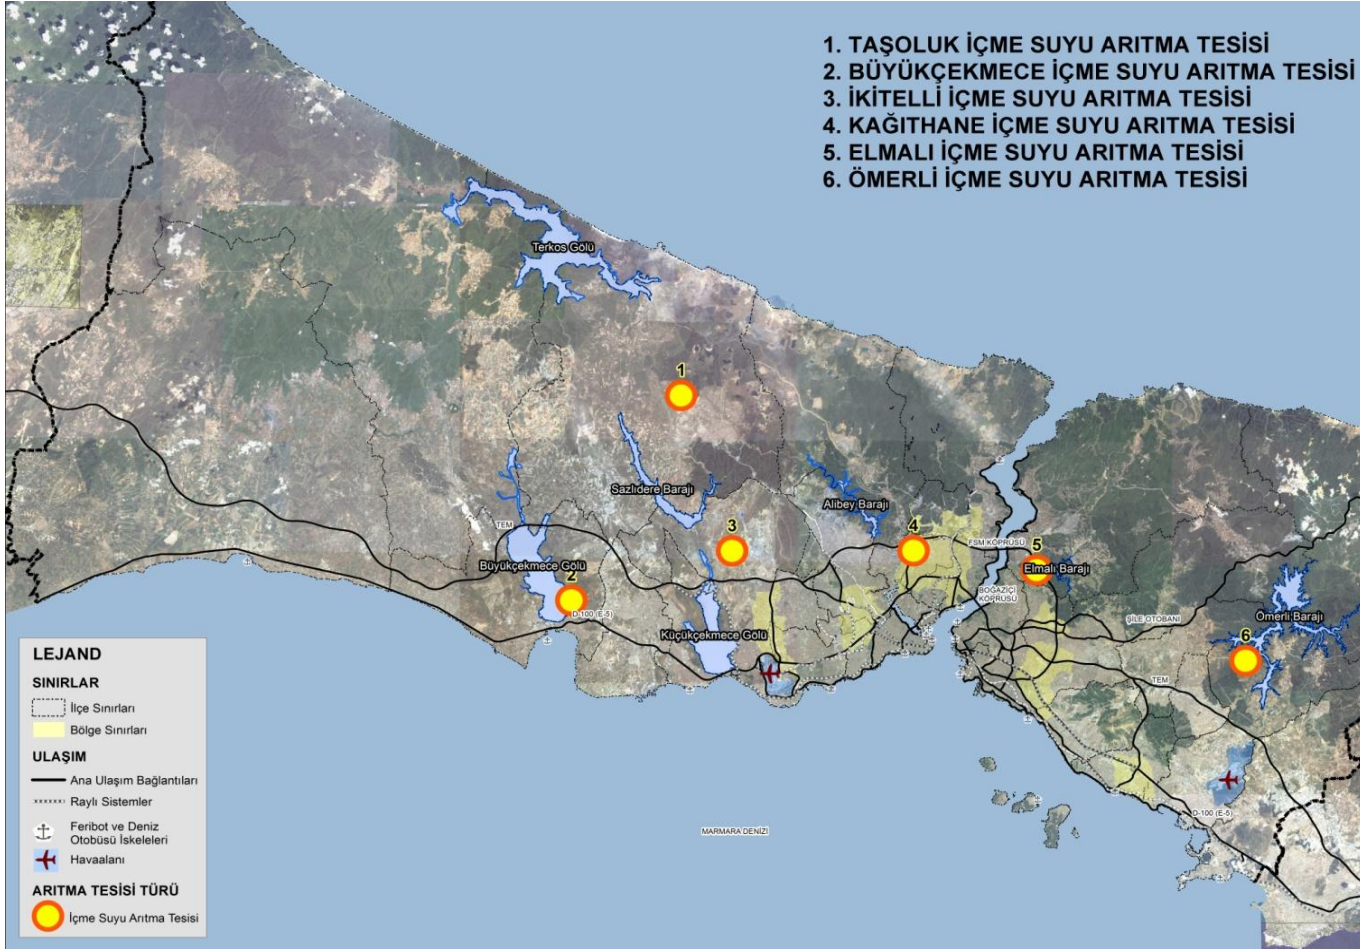 1. TAŞOLUK İÇME SUYU ARITMA TESİSİ
2. BÜYÜKÇEKMECE İÇME SUYU ARITMA TESİSİ
3. İKİTELLİ İÇME SUYU ARITMA TESİSİ
4. KAĞITHANE İÇME SUYU ARITMA TESİSİ
5. ELMALI İÇME SUYU ARITMA TESİSİ
6. ÖMERLİ İÇME SUYU ARITMA TESİSİ
Terkos Gölü
1
Sazlıdere Barajı
Alibey Barajı
3
4
TEM
FSM KÖPRÜSÜ
5
Büyükçekmece Gölü
Elmalı Barajı
2
BOĞAZİÇİ
KÖPRÜSÜ
D-100 (E-5)
ŞİLE OTOBANI
Ömerli Barajı
Küçükçekmece Gölü
6
TEM
D-100 (E-5)
MARMARA DENİZİ
LEJAND
SINIRLAR
İlçe Sınırları
Bölge Sınırları
ULAŞIM
Ana Ulaşım Bağlantıları
Raylı Sistemler
Feribot ve Deniz
Otobüsü İskeleleri
Havaalanı
ARITMA TESİSİ TÜRÜ
İçme Suyu Arıtma Tesisi